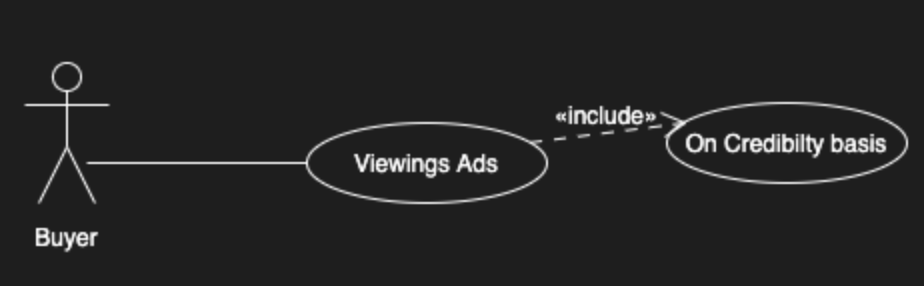 «include»
On Credibilty basis
Viewings Ads
Buyer